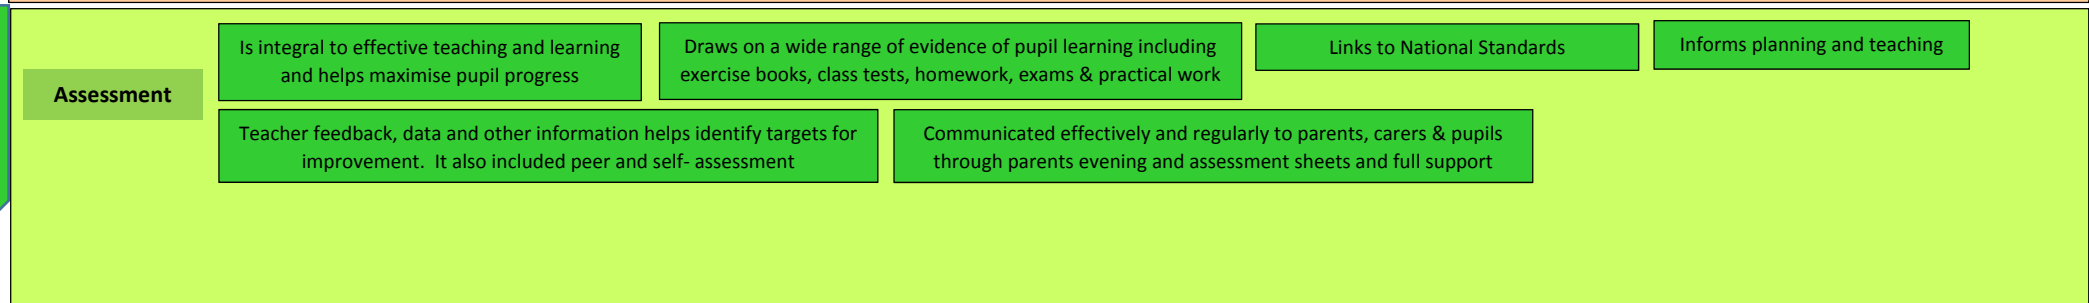 Assessment
Is integral to effective teaching and learning
and helps maximise pupil progress
Draws on a wide range of evidence of pupil learning including
exercise books, class tests, homework, exams & practical work
Links to National Standards
Informs planning and teaching
Teacher feedback, data and other information helps identify targets for
improvement.  It also included peer and self- assessment
Communicated effectively and regularly to parents, carers & pupils
through parents evening and assessment sheets and full support